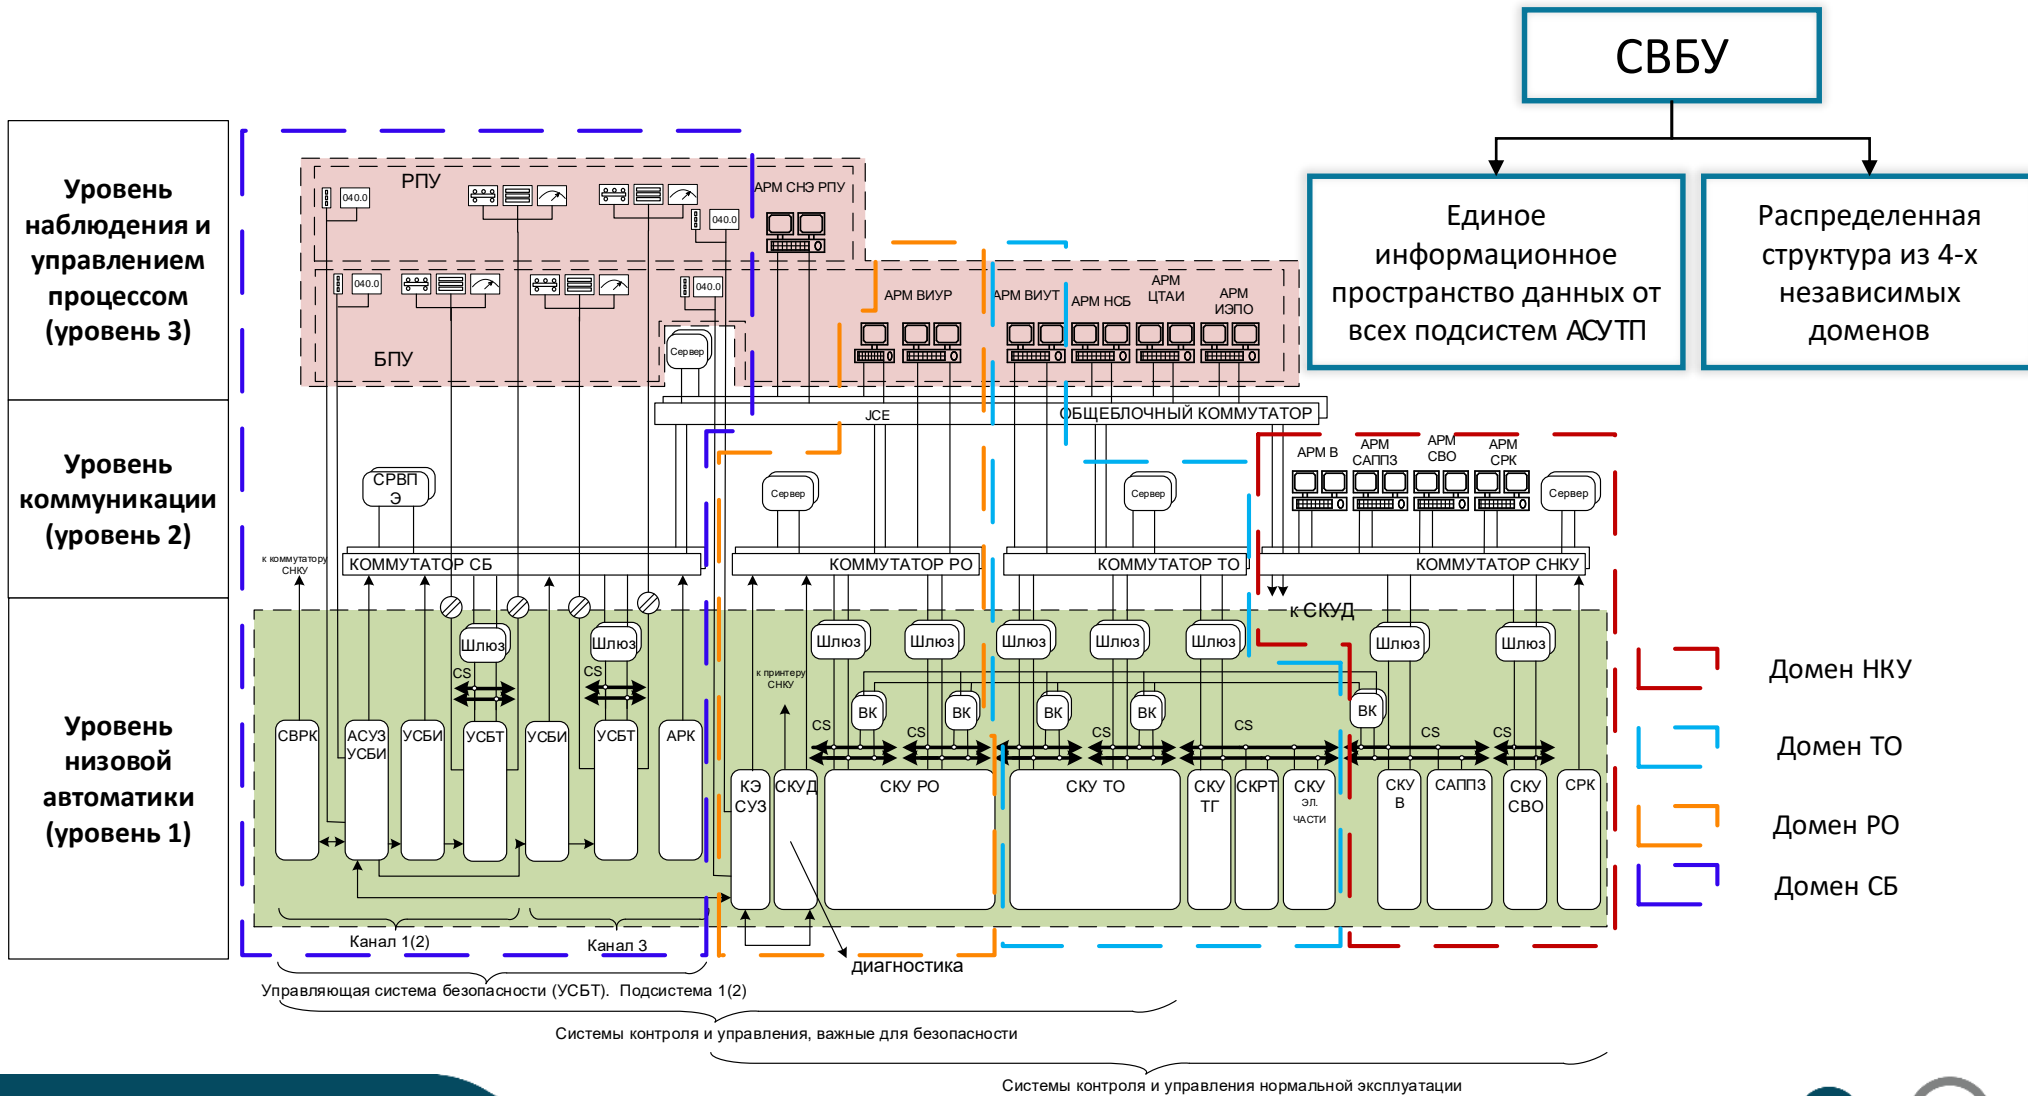 СВБУ
Единое
информационное
пространство данных от
всех подсистем АСУТП
Распределенная
структура из 4-х
независимых
доменов
Уровень
наблюдения и
управлением
процессом
(уровень 3)
Уровень
коммуникации
(уровень 2)
Уровень
низовой
автоматики
(уровень 1)
РПУ
040.0
040.0
АРМ СНЭ РПУ
040.0
040.0
БПУ
Сервер
АРМ ВИУР
АРМ ВИУТ
АРМ НСБ
АРМ
ЦТАИ
АРМ
ИЭПО
JCE
ОБЩЕБЛОЧНЫЙ КОММУТАТОР
СРВП
Э
Сервер
Сервер
АРМ В
АРМ
САППЗ
АРМ
СВО
АРМ
СРК
Сервер
к коммутатору
СНКУ
КОММУТАТОР СБ
КОММУТАТОР РО
КОММУТАТОР ТО
КОММУТАТОР СНКУ
к СКУД
Шлюз
Шлюз
Шлюз
Шлюз
Шлюз
Шлюз
Шлюз
Шлюз
Шлюз
CS
CS
к принтеру
СНКУ
ВК
ВК
ВК
ВК
ВК
CS
CS
CS
CS
CS
CS
СВРК
АСУЗ
УСБИ
УСБИ
УСБТ
УСБИ
УСБТ
АРК
КЭ
СУЗ
СКУД
СКУ РО
СКУ ТО
СКУ
ТГ
СКРТ
СКУ
ЭЛ.
ЧАСТИ
СКУ
В
САППЗ
СКУ
СВО
СРК
Канал 1(2)
Канал 3
диагностика
Управляющая система безопасности (УСБТ). Подсистема 1(2)
Системы контроля и управления, важные для безопасности
Системы контроля и управления нормальной эксплуатации
Домен НКУ
Домен ТО
Домен РО
Домен СБ